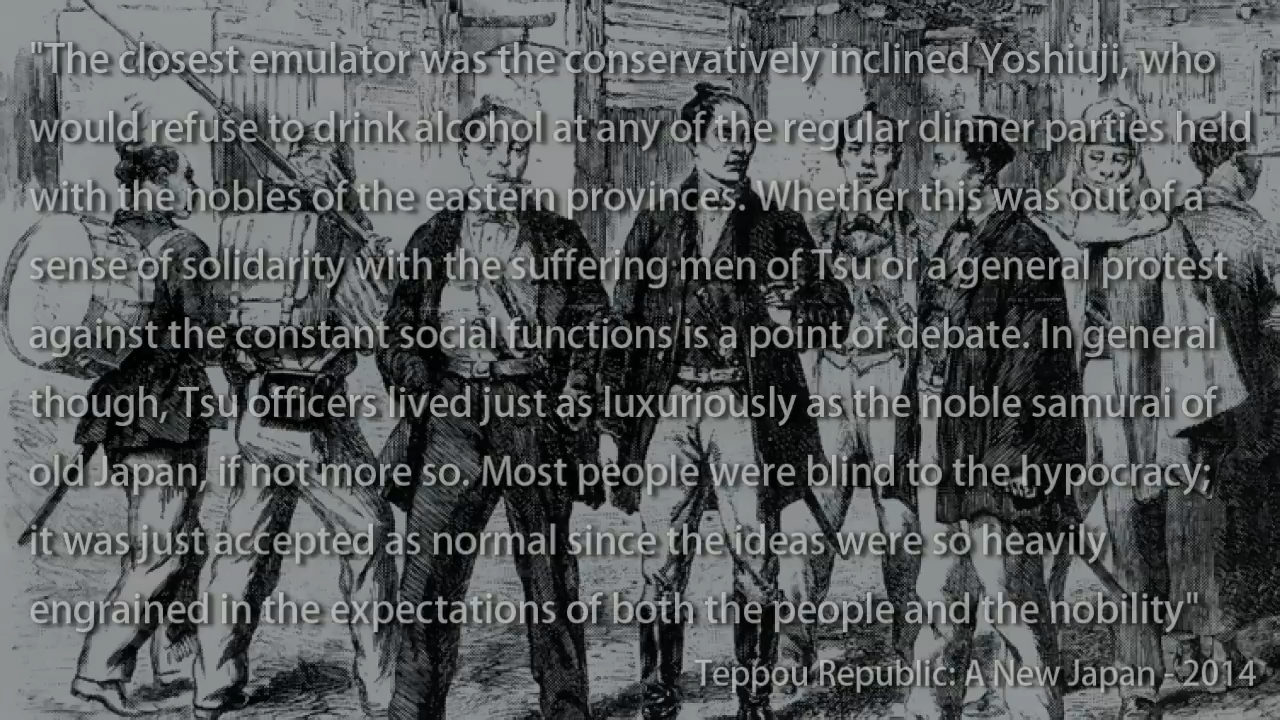 "The closest emulator was the conservatively inclined Yoshiuji, who
would refuse to drink alcohol at any of the regular dinner parties held
with the nobles of the eastern provinces. Whether this was out of a
sense of solidarity with the suffering men of Tsu or a general protest
against the constant social functions is a point of debate. In general
though, Tsu officers lived just as luxuriously as the noble samurai of
old Japan, if not more so. Most people were blind to the hypocracy;
it was just accepted as normal since the ideas were so heavily
engrained in the expectations of both the people and the nobility"
Teppou Republic: A New Japan - 2014